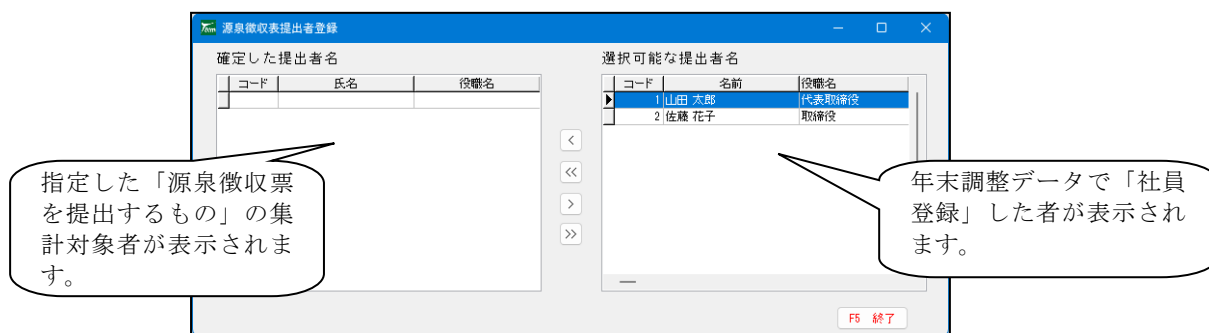 源泉徴収表提出者登録
確定した提出者名
選択可能な提出者名
コード 氏名 役職名
コード 名前 役職名
1 山田 太郎 代表取締役
2 佐藤 花子 取締役
指定した「源泉徴収票
を提出するもの」の集
計対象者が表示されま
す。
年末調整データで「社員
登録」した者が表示され
ます。
F5 終了